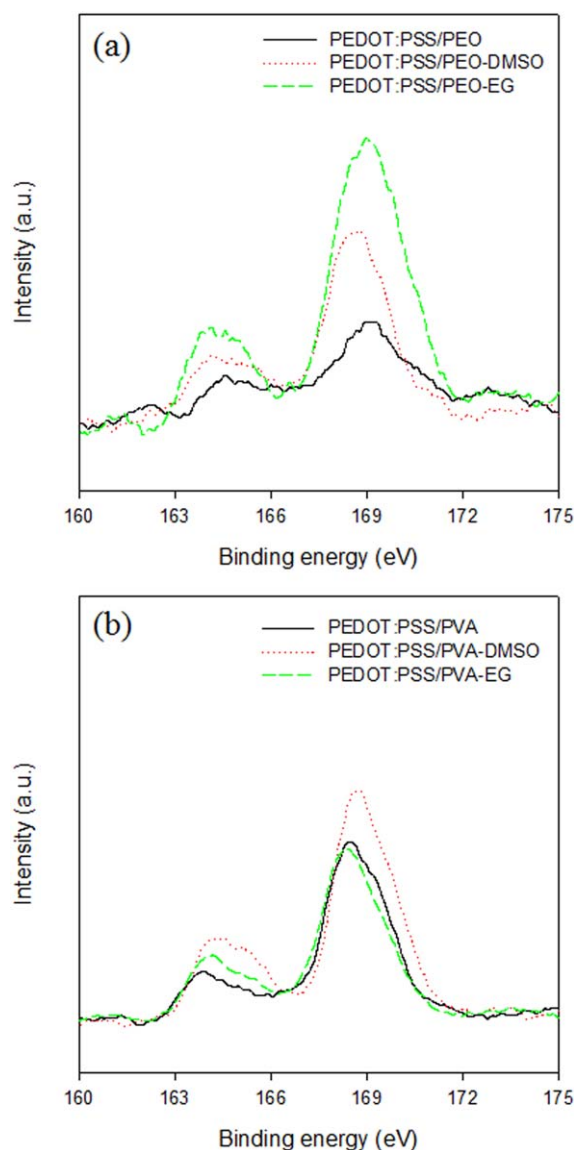 (a)
PEDOT:PSS/PEO
PEDOT:PSS/PEO-DMSO
PEDOT:PSS/PEO-EG
Intensity (a.u.)
160 163 166 169 172 175
Binding energy (eV)
(b)
PEDOT:PSS/PVA
PEDOT:PSS/PVA-DMSO
PEDOT:PSS/PVA-EG
Intensity (a.u.)
160 163 166 169 172 175
Binding energy (eV)